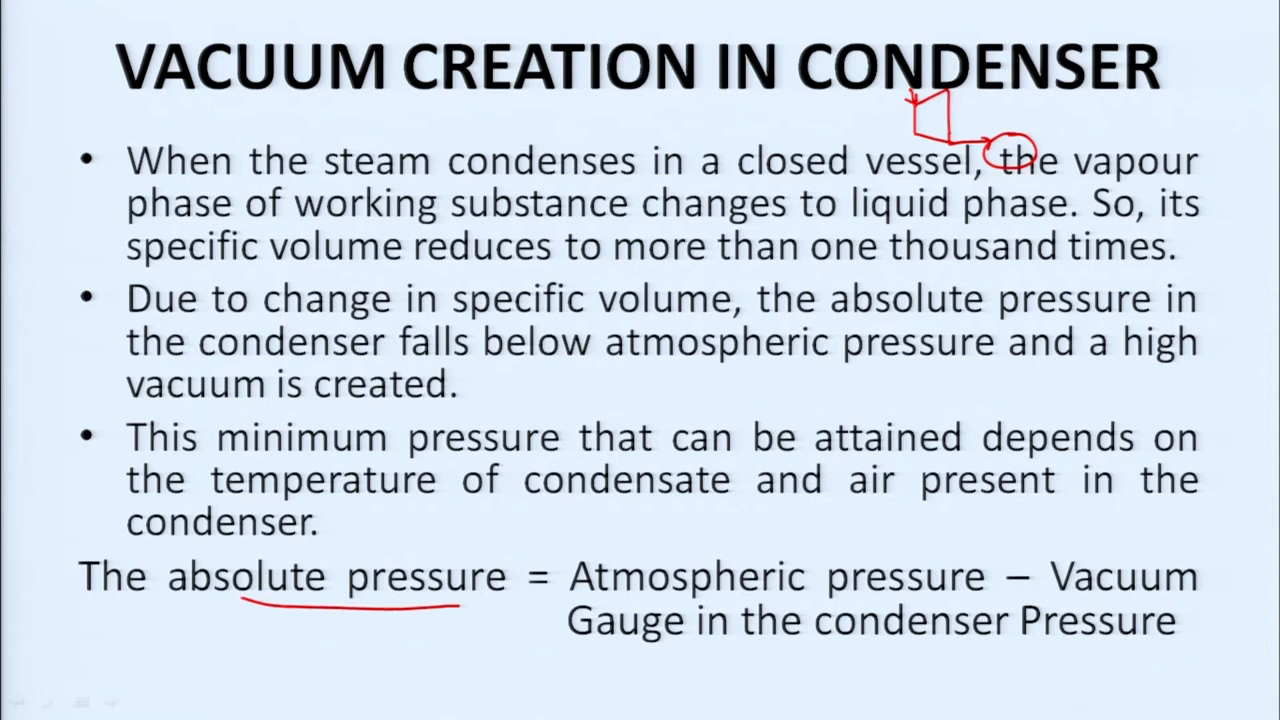 VACUUM CREATION IN CONDENSER
• When the steam condenses in a closed vessel, the vapour
phase of working substance changes to liquid phase. So, its
specific volume reduces to more than one thousand times.
• Due to change in specific volume, the absolute pressure in
the condenser falls below atmospheric pressure and a high
vacuum is created.
• This minimum pressure that can be attained depends on
the temperature of condensate and air present in the
condenser.
The absolute pressure = Atmospheric pressure – Vacuum
Gauge in the condenser Pressure